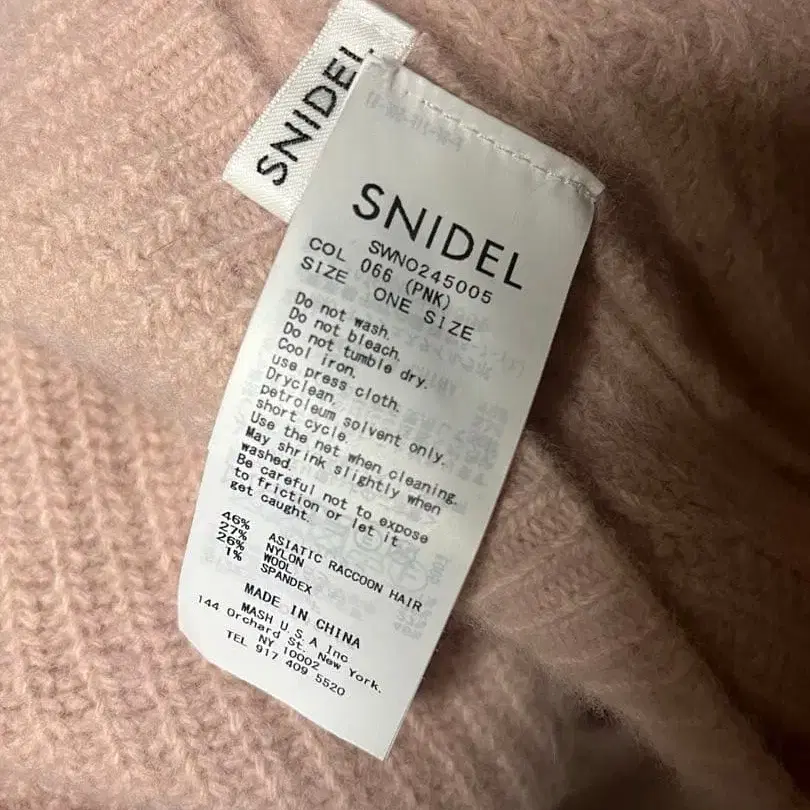 SNIDEL
SNIDEL
SWNO245005
COL 066 (PNK)
SIZE ONE SIZE
Do not wash.
Do not bleach.
Do not tumble dry.
Cool iron.
use press cloth.
Dryclean,
petroleum solvent only.
short cycle.
Use the net when cleaning.
May shrink slightly when
washed.
Be careful not to expose
to friction or let it
get caught.
46% ASIATIC RACCOON HAIR
27% NYLON
26% WOOL
1% SPANDEX
MADE IN CHINA
MASH U.S.A Inc.
144 Orchard St. New York.
NY 10002
TEL 917 409 5520